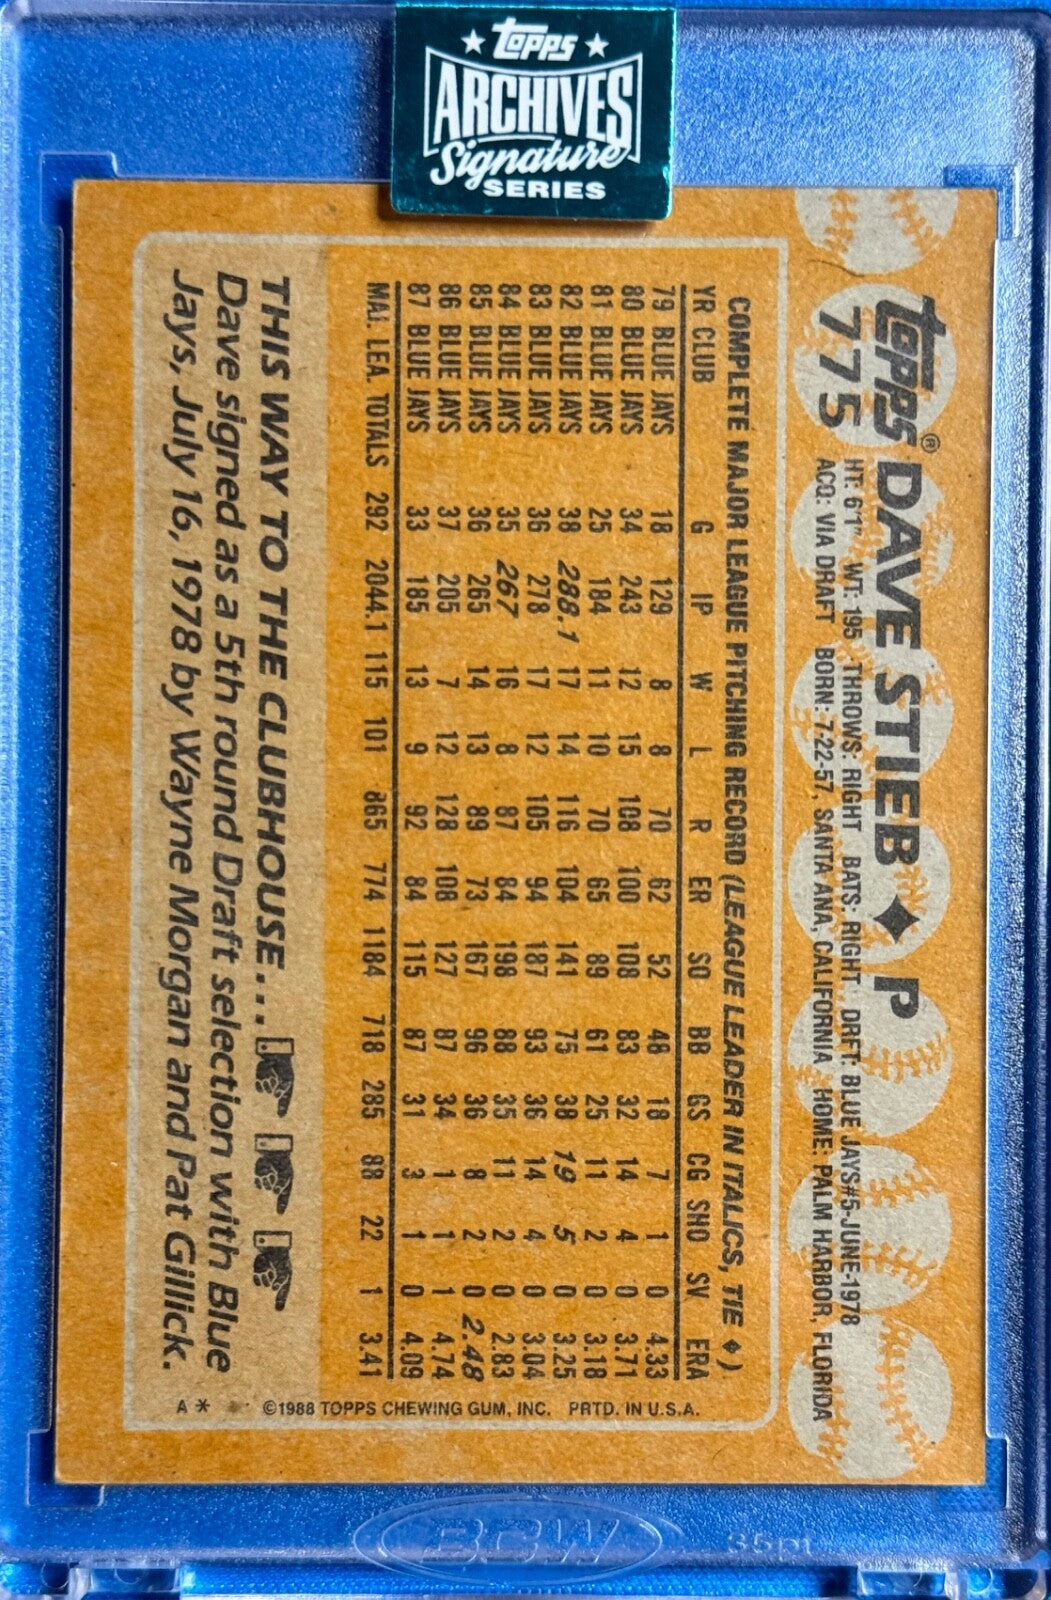 topps
ARCHIVES
Signature
SERIES
topps® DAVE STIEB ♦ P
775
HT: 6'1" WT: 195 THROWS: RIGHT BATS: RIGHT DRFT: BLUE JAYS#5-JUNE-1978
ACQ: VIA DRAFT BORN: 7-22-57, SANTA ANA, CALIFORNIA HOME: PALM HARBOR, FLORIDA
COMPLETE MAJOR LEAGUE PITCHING RECORD (LEAGUE LEADER IN ITALICS, TIE ♦)
YR CLUB G IP W L R ER SO BB GS CG SHO SV ERA
79 BLUE JAYS 18 129 8 8 70 62 52 48 18 7 1 0 4.33
80 BLUE JAYS 34 243 12 15 108 100 108 83 32 14 4 0 3.71
81 BLUE JAYS 25 184 11 10 70 65 89 61 25 11 2 0 3.18
82 BLUE JAYS 38 288.1 17 14 116 104 141 75 38 19 5 0 3.25
83 BLUE JAYS 36 278 17 12 105 94 187 93 36 14 4 0 3.04
84 BLUE JAYS 35 267 16 8 87 84 198 88 35 11 2 0 2.83
85 BLUE JAYS 36 265 14 13 89 73 167 96 36 8 2 0 2.48
86 BLUE JAYS 37 205 7 12 128 108 127 87 34 1 1 1 4.74
87 BLUE JAYS 33 185 13 9 92 84 115 87 31 3 1 0 4.09
MAJ. LEA. TOTALS 292 2044.1 115 101 865 774 1184 718 285 88 22 1 3.41
THIS WAY TO THE CLUBHOUSE...
Dave signed as a 5th round Draft selection with Blue
Jays, July 16, 1978 by Wayne Morgan and Pat Gillick.
A * ©1988 TOPPS CHEWING GUM, INC. PRTD. IN U.S.A.
BCW 35pt